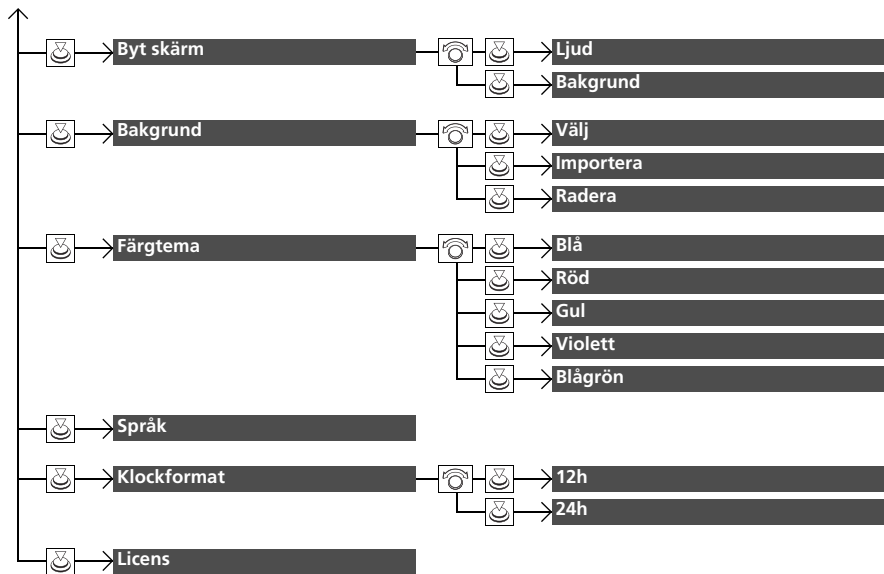 Byt skärm
Ljud
Bakgrund
Bakgrund
Välj
Importera
Radera
Färgtema
Blå
Röd
Gul
Violett
Blågrön
Språk
Klockformat
12h
24h
Licens